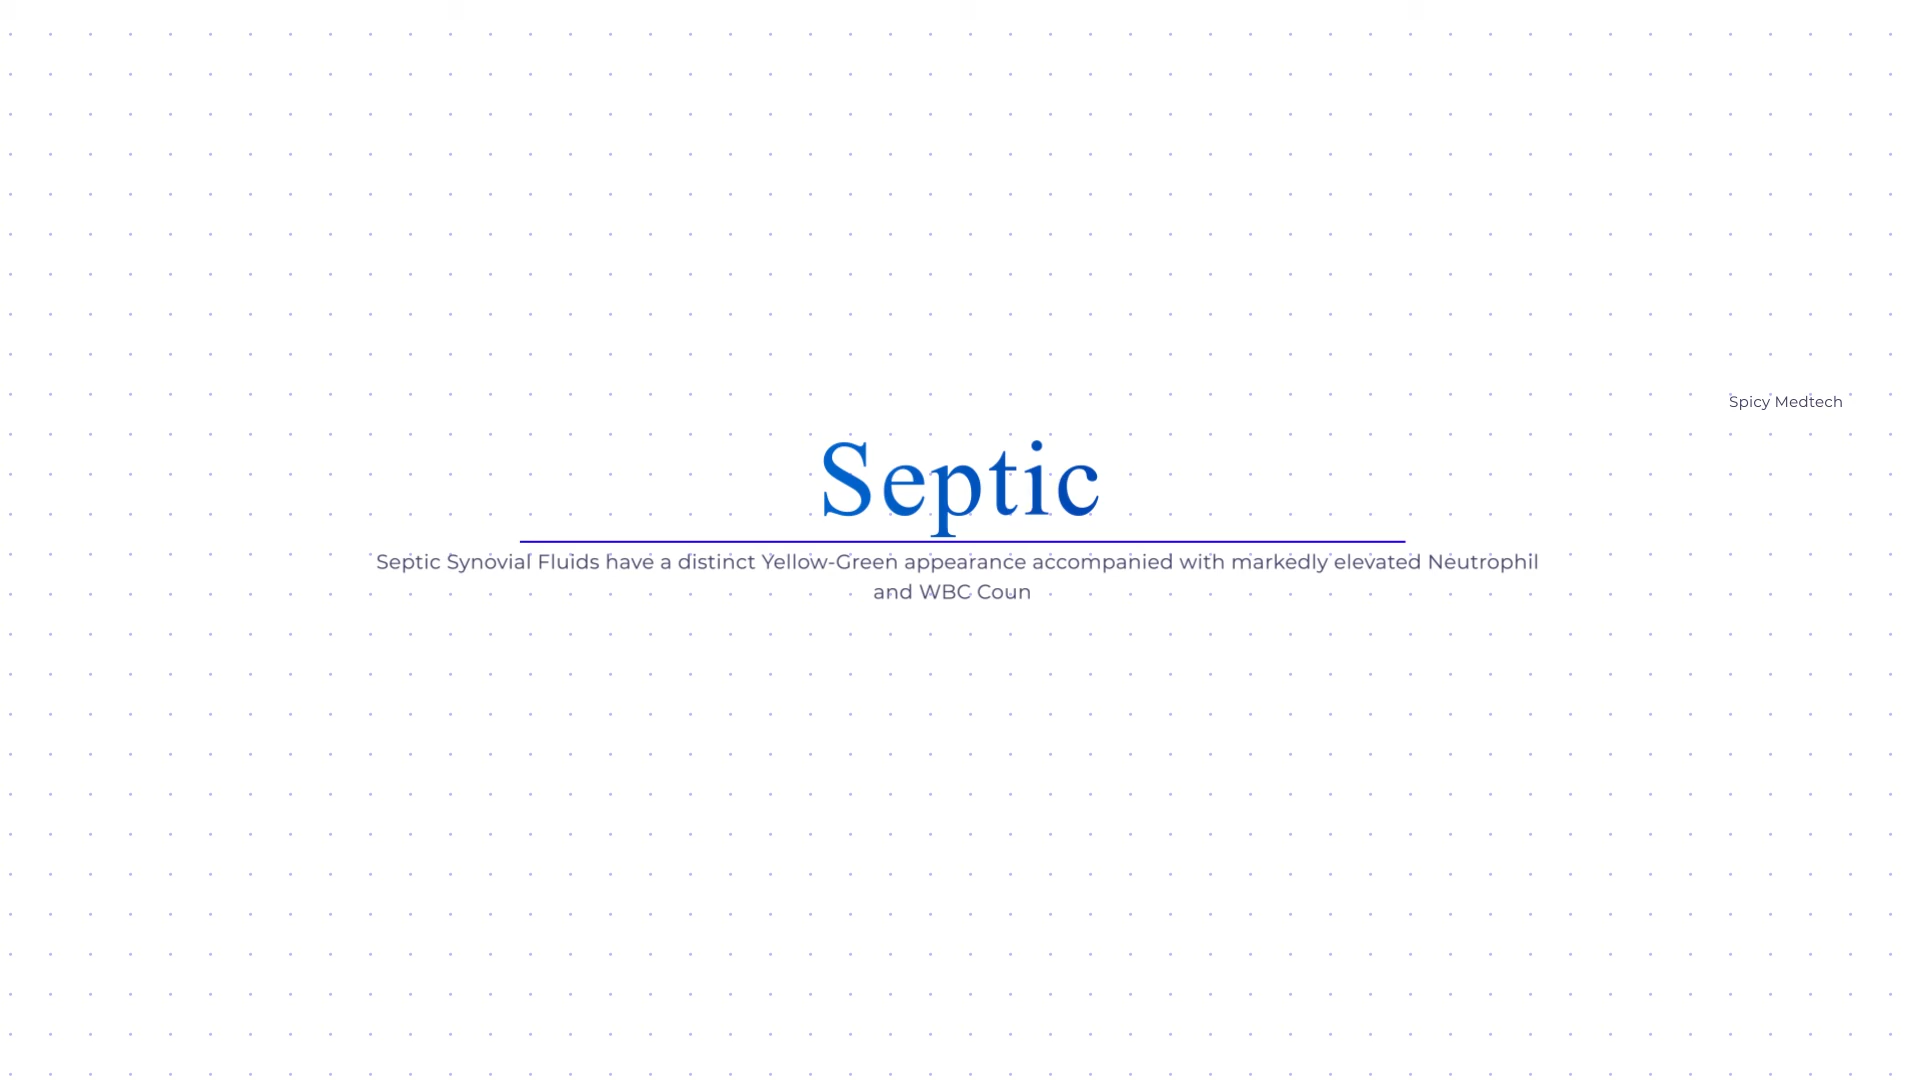 Spicy Medtech
Septic
Septic Synovial Fluids have a distinct Yellow-Green appearance accompanied with markedly elevated Neutrophil
and WBC Coun